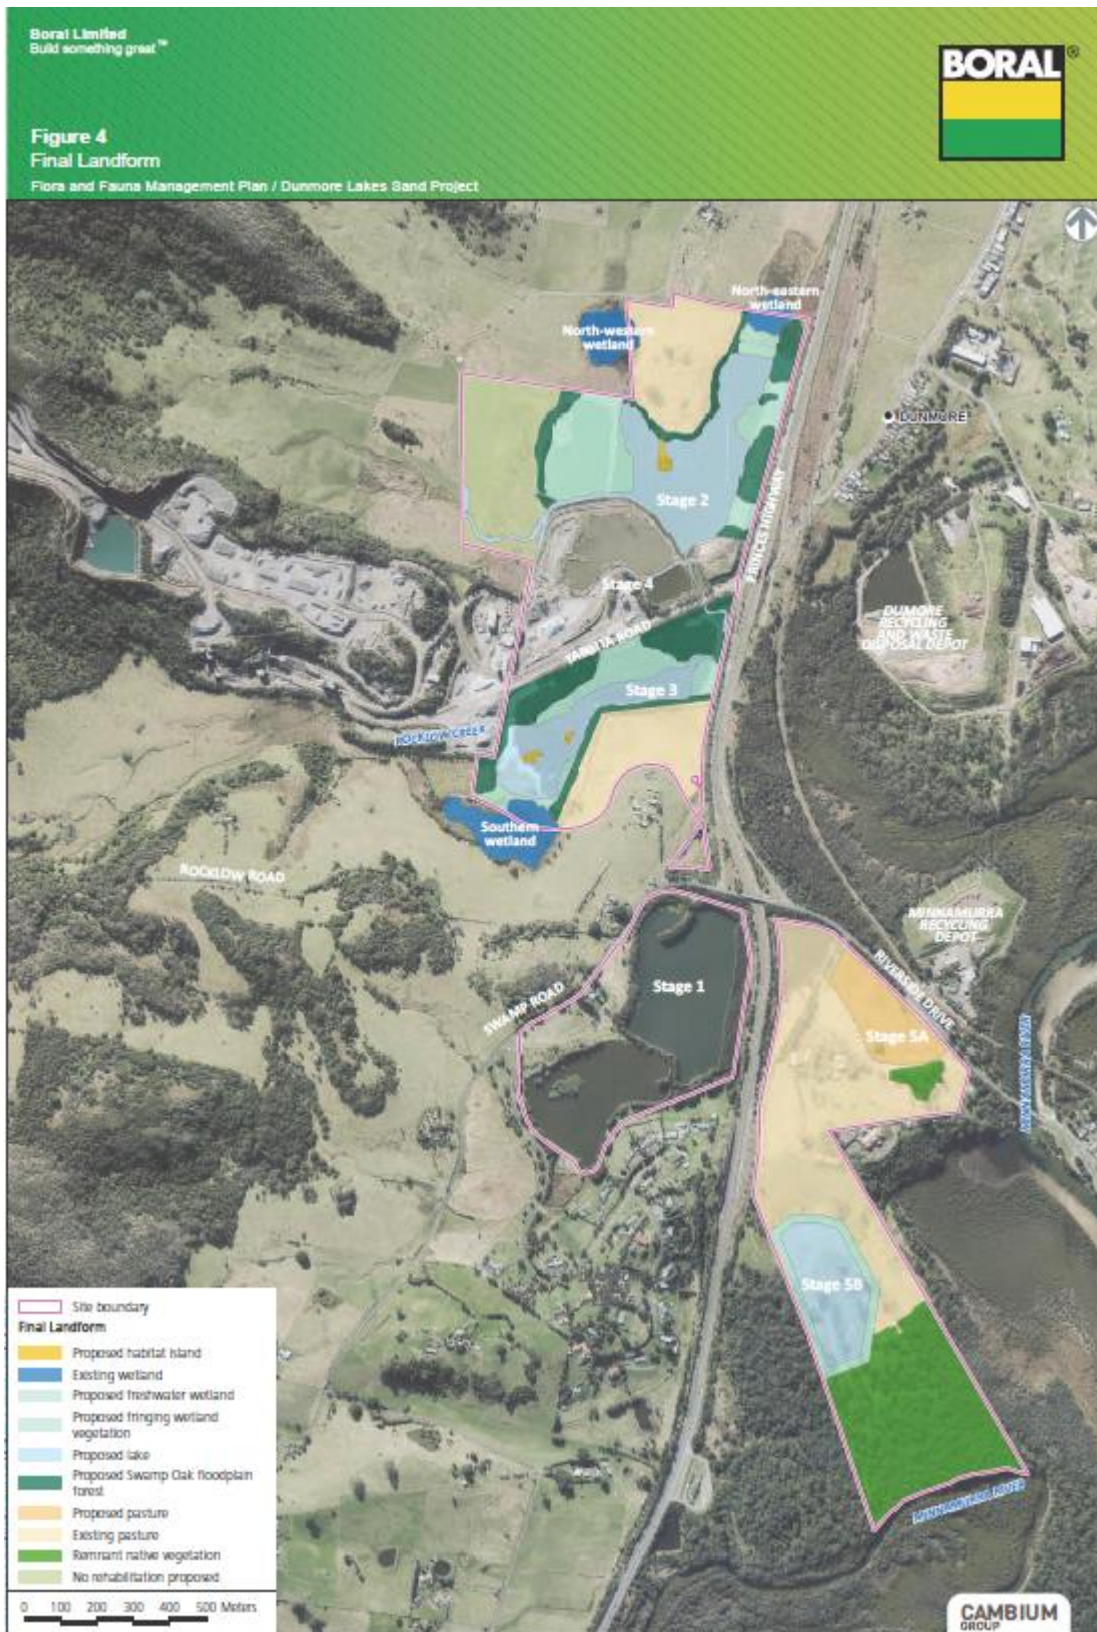 Boral Limited
Build something great™
BORAL®
Figure 4
Final Landform
Flora and Fauna Management Plan / Dunmore Lakes Sand Project
North-eastern
wetland
North-western
wetland
DUNMORE
Stage 2
PRINCES HIGHWAY
Stage 4
DUMORE
RECYCLING
AND WASTE
DISPOSAL DEPOT
TABBITA ROAD
Stage 3
ROCKLOW CREEK
Southern
wetland
ROCKLOW ROAD
MINNAMURRA
RECYCLING
DEPOT
RIVERSIDE DRIVE
Stage 1
SWAMP ROAD
Stage 5A
MINNAMURRA RIVER
Stage 5B
MINNAMURRA RIVER
Site boundary
Final Landform
Proposed habitat island
Existing wetland
Proposed freshwater wetland
Proposed fringing wetland
vegetation
Proposed lake
Proposed Swamp Oak floodplain
forest
Proposed pasture
Existing pasture
Remnant native vegetation
No rehabilitation proposed
0 100 200 300 400 500 Meters
CAMBIUM
GROUP